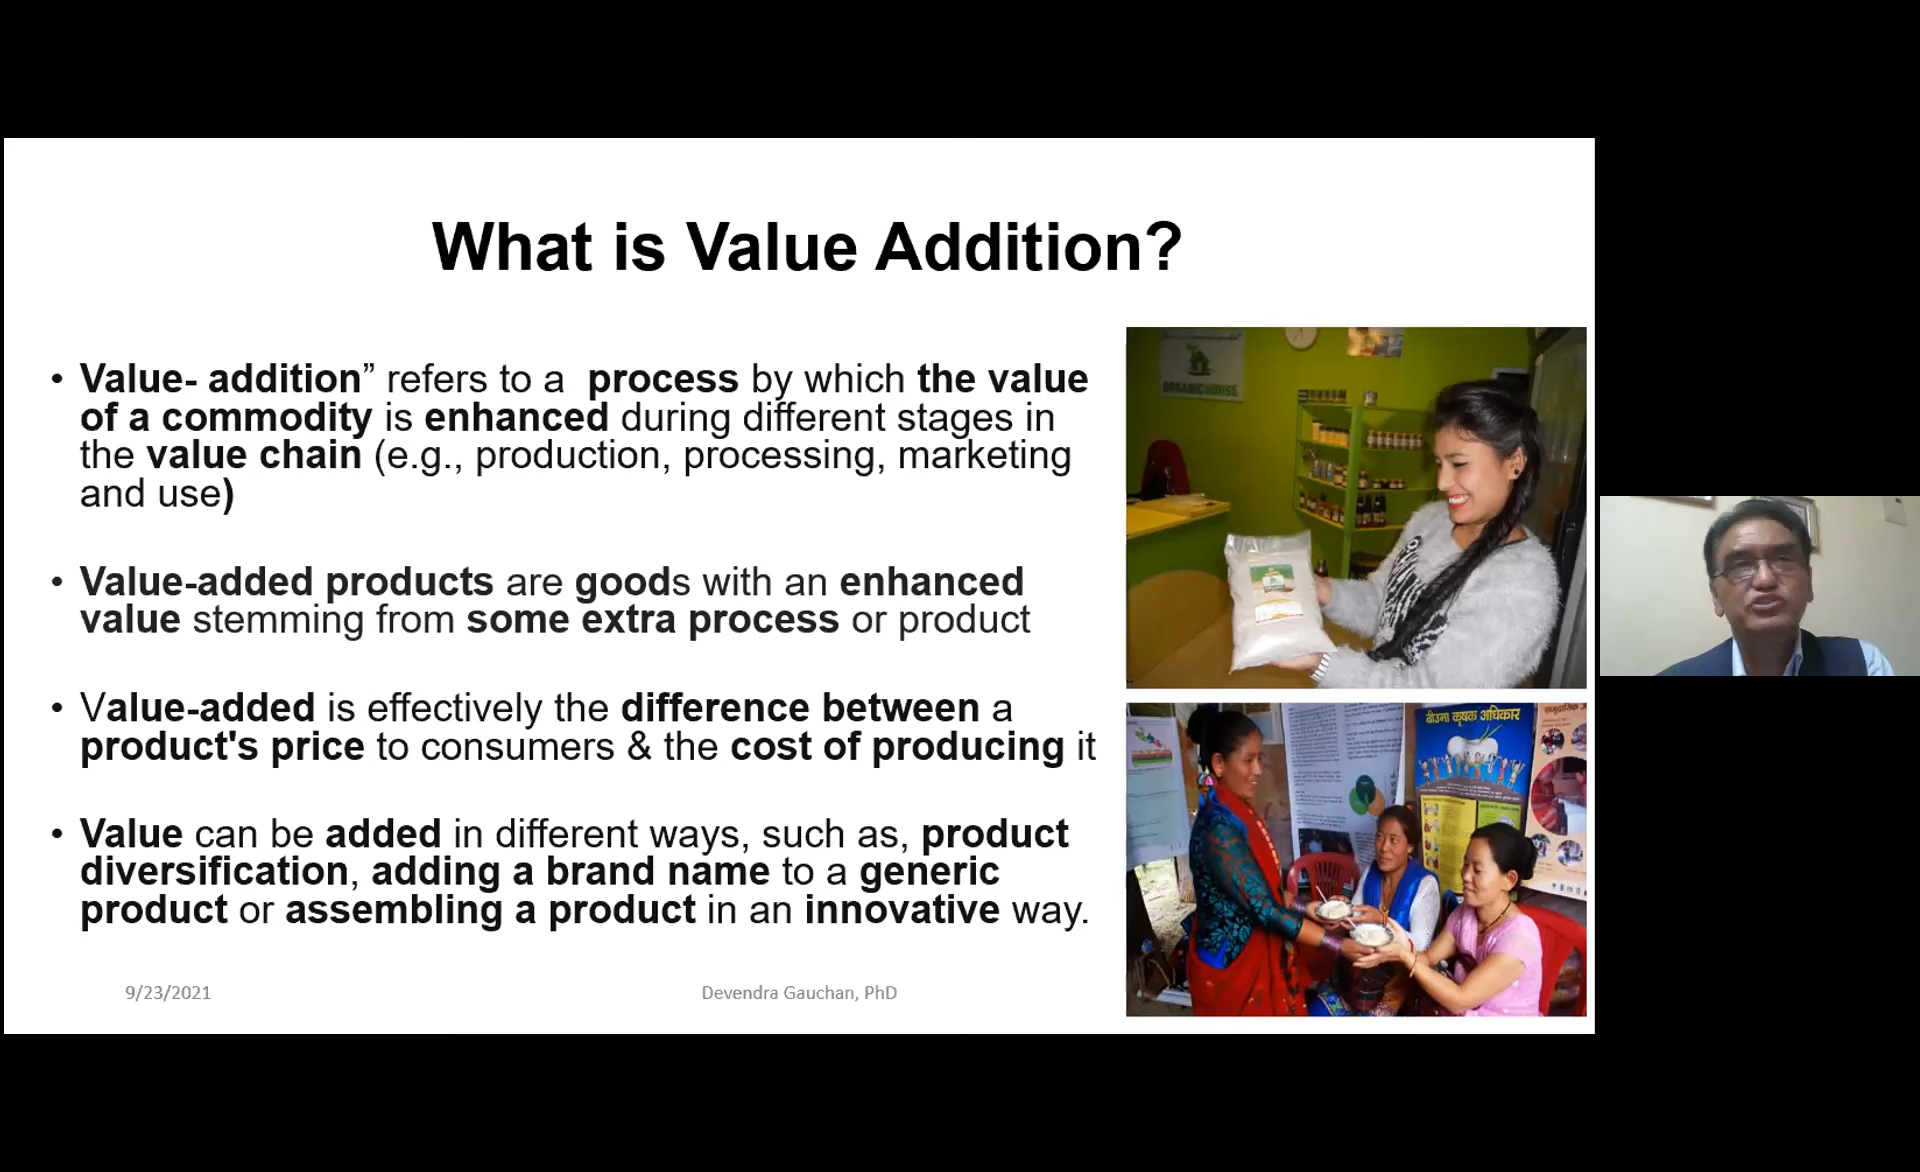 What is Value Addition?
• Value- addition” refers to a  process by which the value
of a commodity is enhanced during different stages in
the value chain (e.g., production, processing, marketing
and use)
• Value-added products are goods with an enhanced
value stemming from some extra process or product
• Value-added is effectively the difference between a
product's price to consumers & the cost of producing it
• Value can be added in different ways, such as, product
diversification, adding a brand name to a generic
product or assembling a product in an innovative way.
9/23/2021
Devendra Gauchan, PhD
ORGANIC HOUSE
कृषक अधिकार